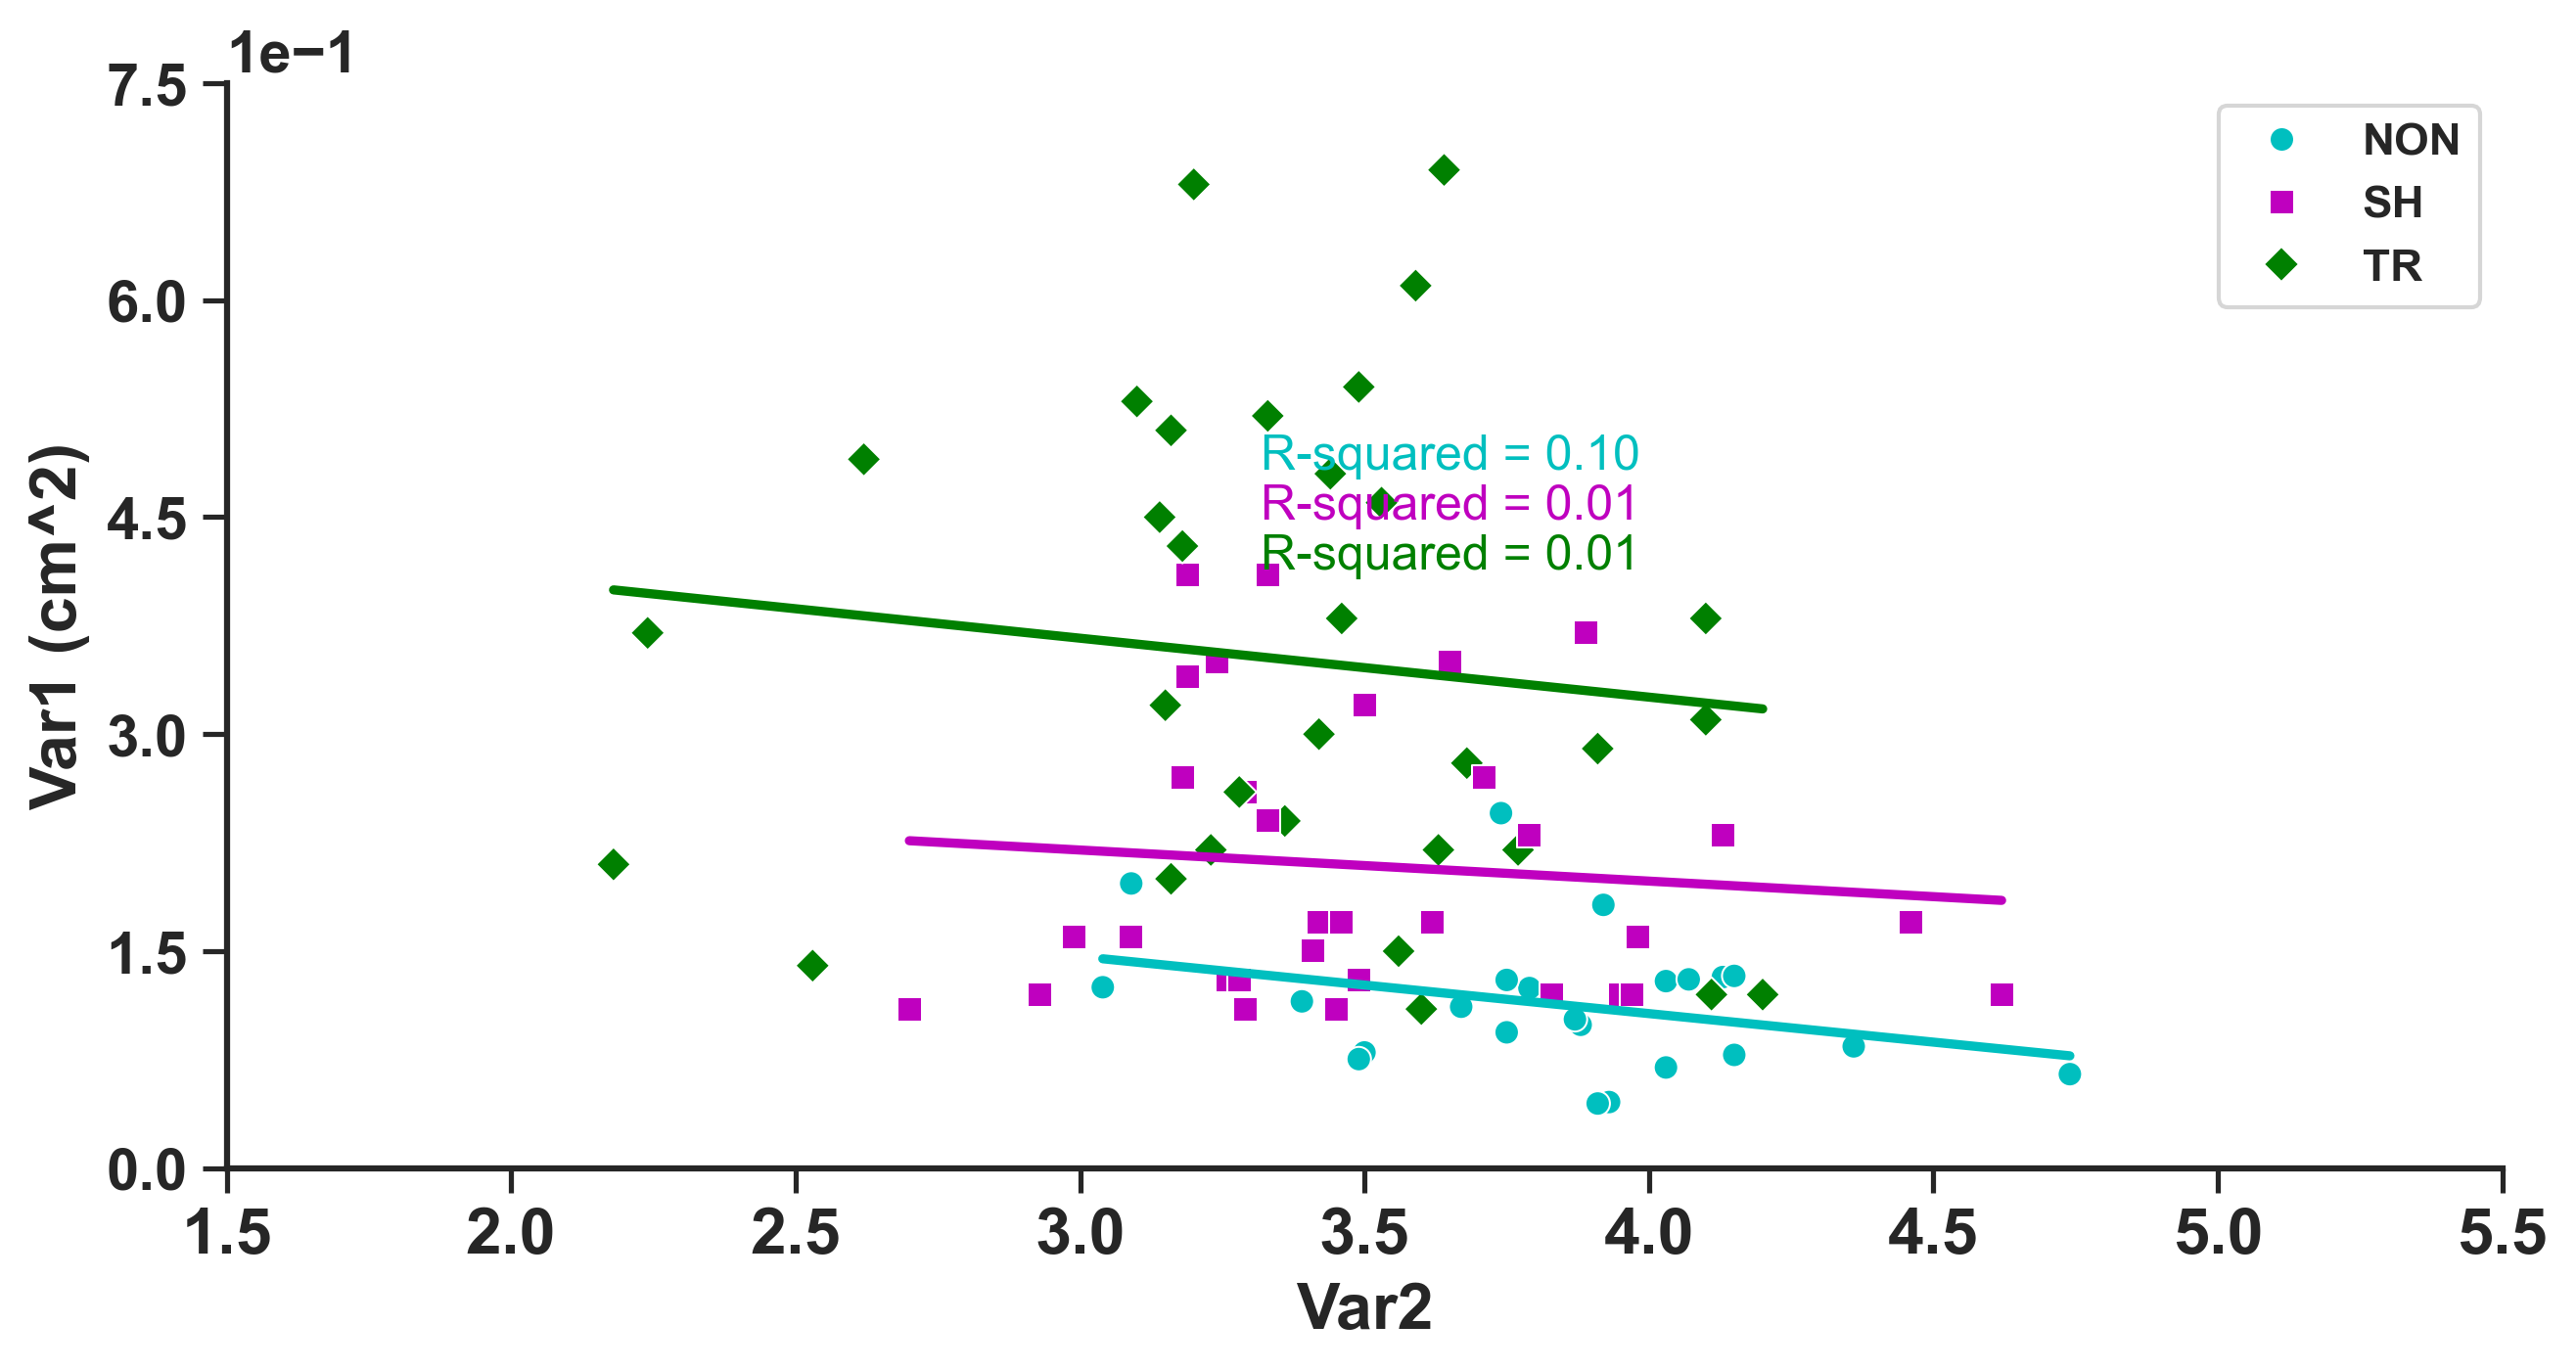 1e−1
7.5
6.0
4.5
3.0
1.5
0.0
Var1 (cm^2)
NON
SH
TR
R-squared = 0.10
R-squared = 0.01
R-squared = 0.01
1.5 2.0 2.5 3.0 3.5 4.0 4.5 5.0 5.5
Var2